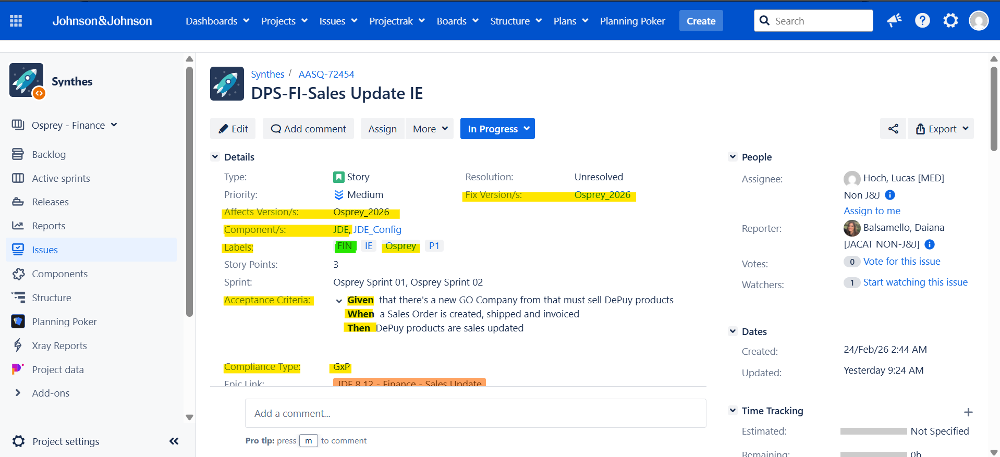 Johnson&Johnson Dashboards Projects Issues Projectrak Boards Structure Plans Planning Poker Create Search
Synthes
Osprey - Finance
Backlog
Active sprints
Releases
Reports
Issues
Components
Structure
Planning Poker
Xray Reports
Project data
Add-ons
Project settings
Synthes / AASQ-72454
DPS-FI-Sales Update IE
Edit Add comment Assign More In Progress Export
Details
Type: Story Resolution: Unresolved
Priority: Medium Fix Version/s: Osprey_2026
Affects Version/s: Osprey_2026
Component/s: JDE, JDE_Config
Labels: FIN IE Osprey P1
Story Points: 3
Sprint: Osprey Sprint 01, Osprey Sprint 02
Acceptance Criteria: Given that there's a new GO Company from that must sell DePuy products
When a Sales Order is created, shipped and invoiced
Then DePuy products are sales updated
Compliance Type: GxP
Epic Link: JDE 8.12 - Finance - Sales Update
Add a comment...
Pro tip: press m to comment
People
Assignee: Hoch, Lucas [MED]
Non J&J
Assign to me
Reporter: Balsamello, Daiana
[JACAT NON-J&J]
Votes: 0 Vote for this issue
Watchers: 1 Start watching this issue
Dates
Created: 24/Feb/26 2:44 AM
Updated: Yesterday 9:24 AM
Time Tracking
Estimated: Not Specified
Remaining: 0h